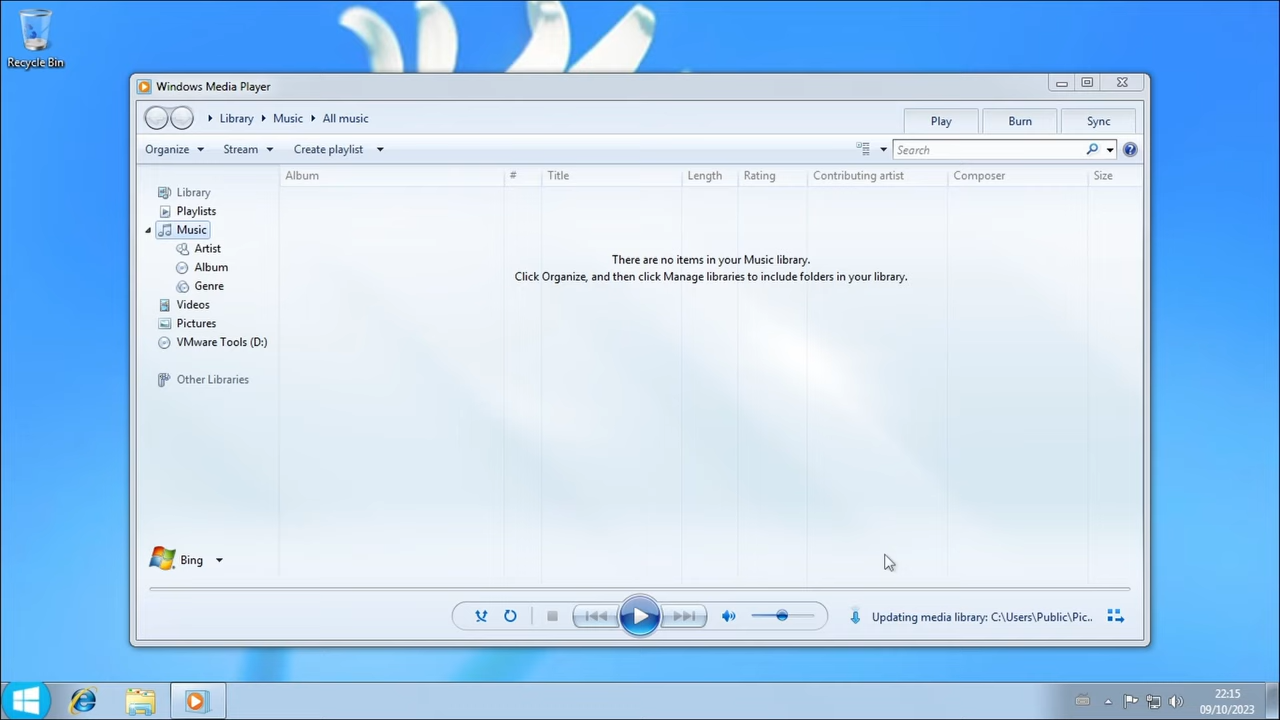 Recycle Bin
Windows Media Player
Library Music All music
Play Burn Sync
Organize Stream Create playlist
Search
Album # Title Length Rating Contributing artist Composer Size
Library
Playlists
Music
Artist
Album
Genre
Videos
Pictures
VMware Tools (D:)
Other Libraries
There are no items in your Music library.
Click Organize, and then click Manage libraries to include folders in your library.
Bing
Updating media library: C:\Users\Public\Pic..
22:15
09/10/2023